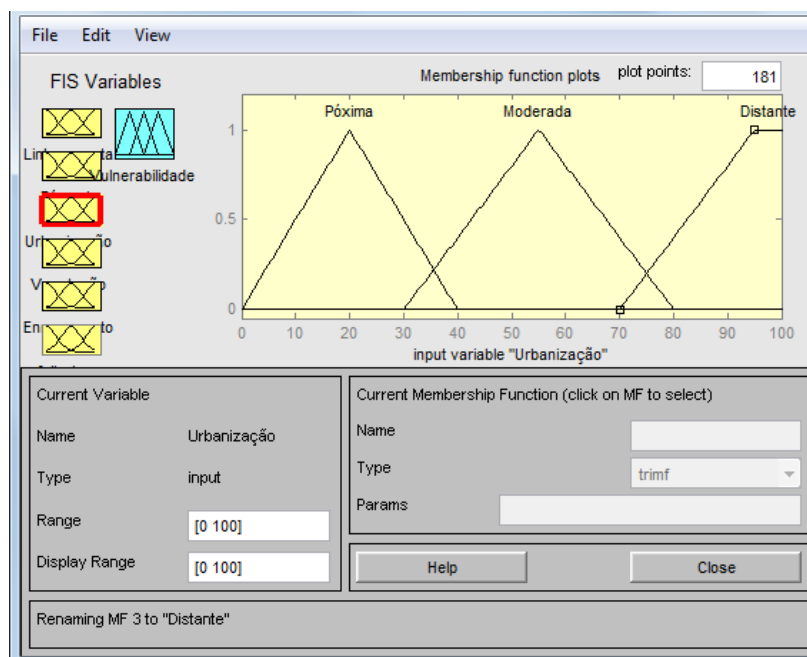 File Edit View
FIS Variables
Membership function plots plot points: 181
Póxima Moderada Distante
1
0.5
0
0 10 20 30 40 50 60 70 80 90 100
input variable "Urbanização"
Vulnerabilidade
Current Variable
Name Urbanização
Type input
Range [0 100]
Display Range [0 100]
Current Membership Function (click on MF to select)
Name
Type trimf
Params
Help Close
Renaming MF 3 to "Distante"